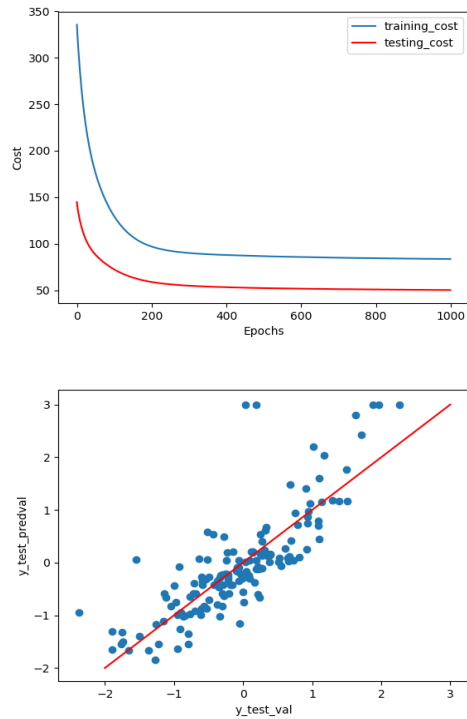 350
training_cost
testing_cost
300
250
Cost
200
150
100
50
0 200 400 600 800 1000
Epochs
3
2
1
y_test_predval
0
−1
−2
−2 −1 0 1 2 3
y_test_val